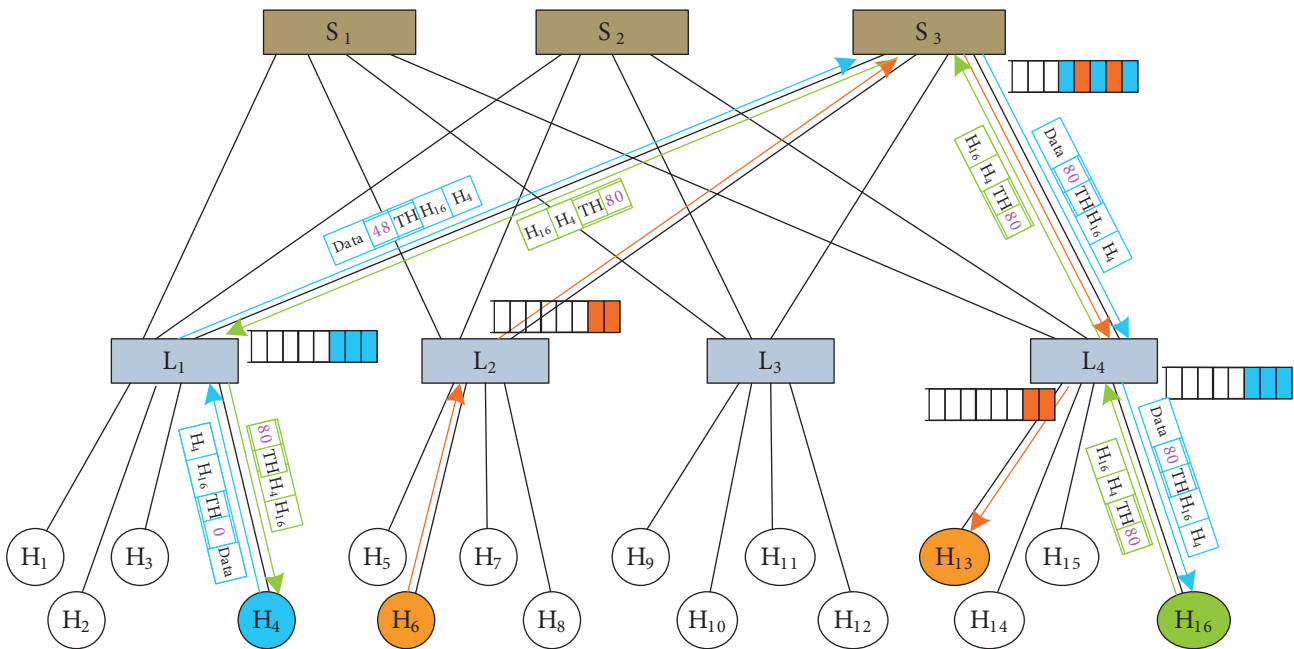 S₁
S₂
S₃
Data 48 TH H₁₆ H₄
H₁₆ H₄ TH 80
H₁₆ H₄ TH 80
Data 80 TH H₁₆ H₄
L₁
L₂
L₃
L₄
H₄ H₁₆ TH 0 Data
80 TH H₄ H₁₆
H₁₆ H₄ TH 80
Data 80 TH H₁₆ H₄
H₁
H₃
H₅
H₇
H₉
H₁₁
H₁₃
H₁₅
H₂
H₄
H₆
H₈
H₁₀
H₁₂
H₁₄
H₁₆